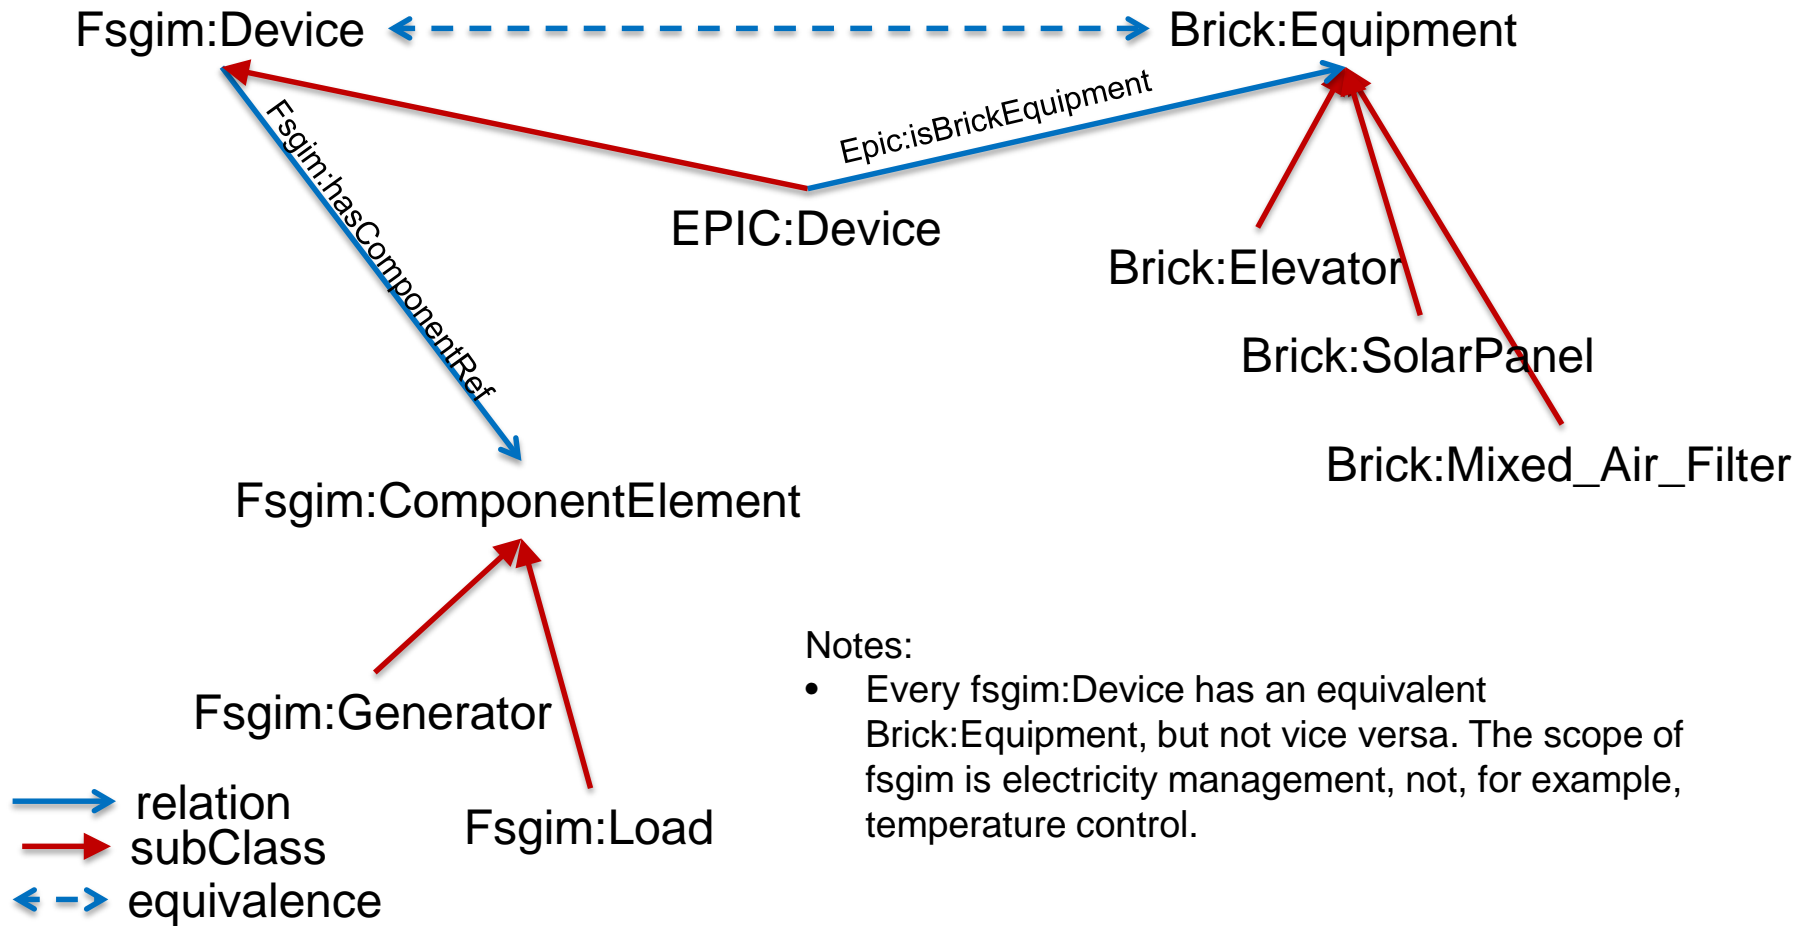 Fsgim:Device
Brick:Equipment
Fsgim:hasComponentRef
Epic:isBrickEquipment
EPIC:Device
Brick:Elevator
Brick:SolarPanel
Brick:Mixed_Air_Filter
Fsgim:ComponentElement
Fsgim:Generator
Fsgim:Load
Notes:
• Every fsgim:Device has an equivalent
Brick:Equipment, but not vice versa. The scope of
fsgim is electricity management, not, for example,
temperature control.
relation
subClass
equivalence